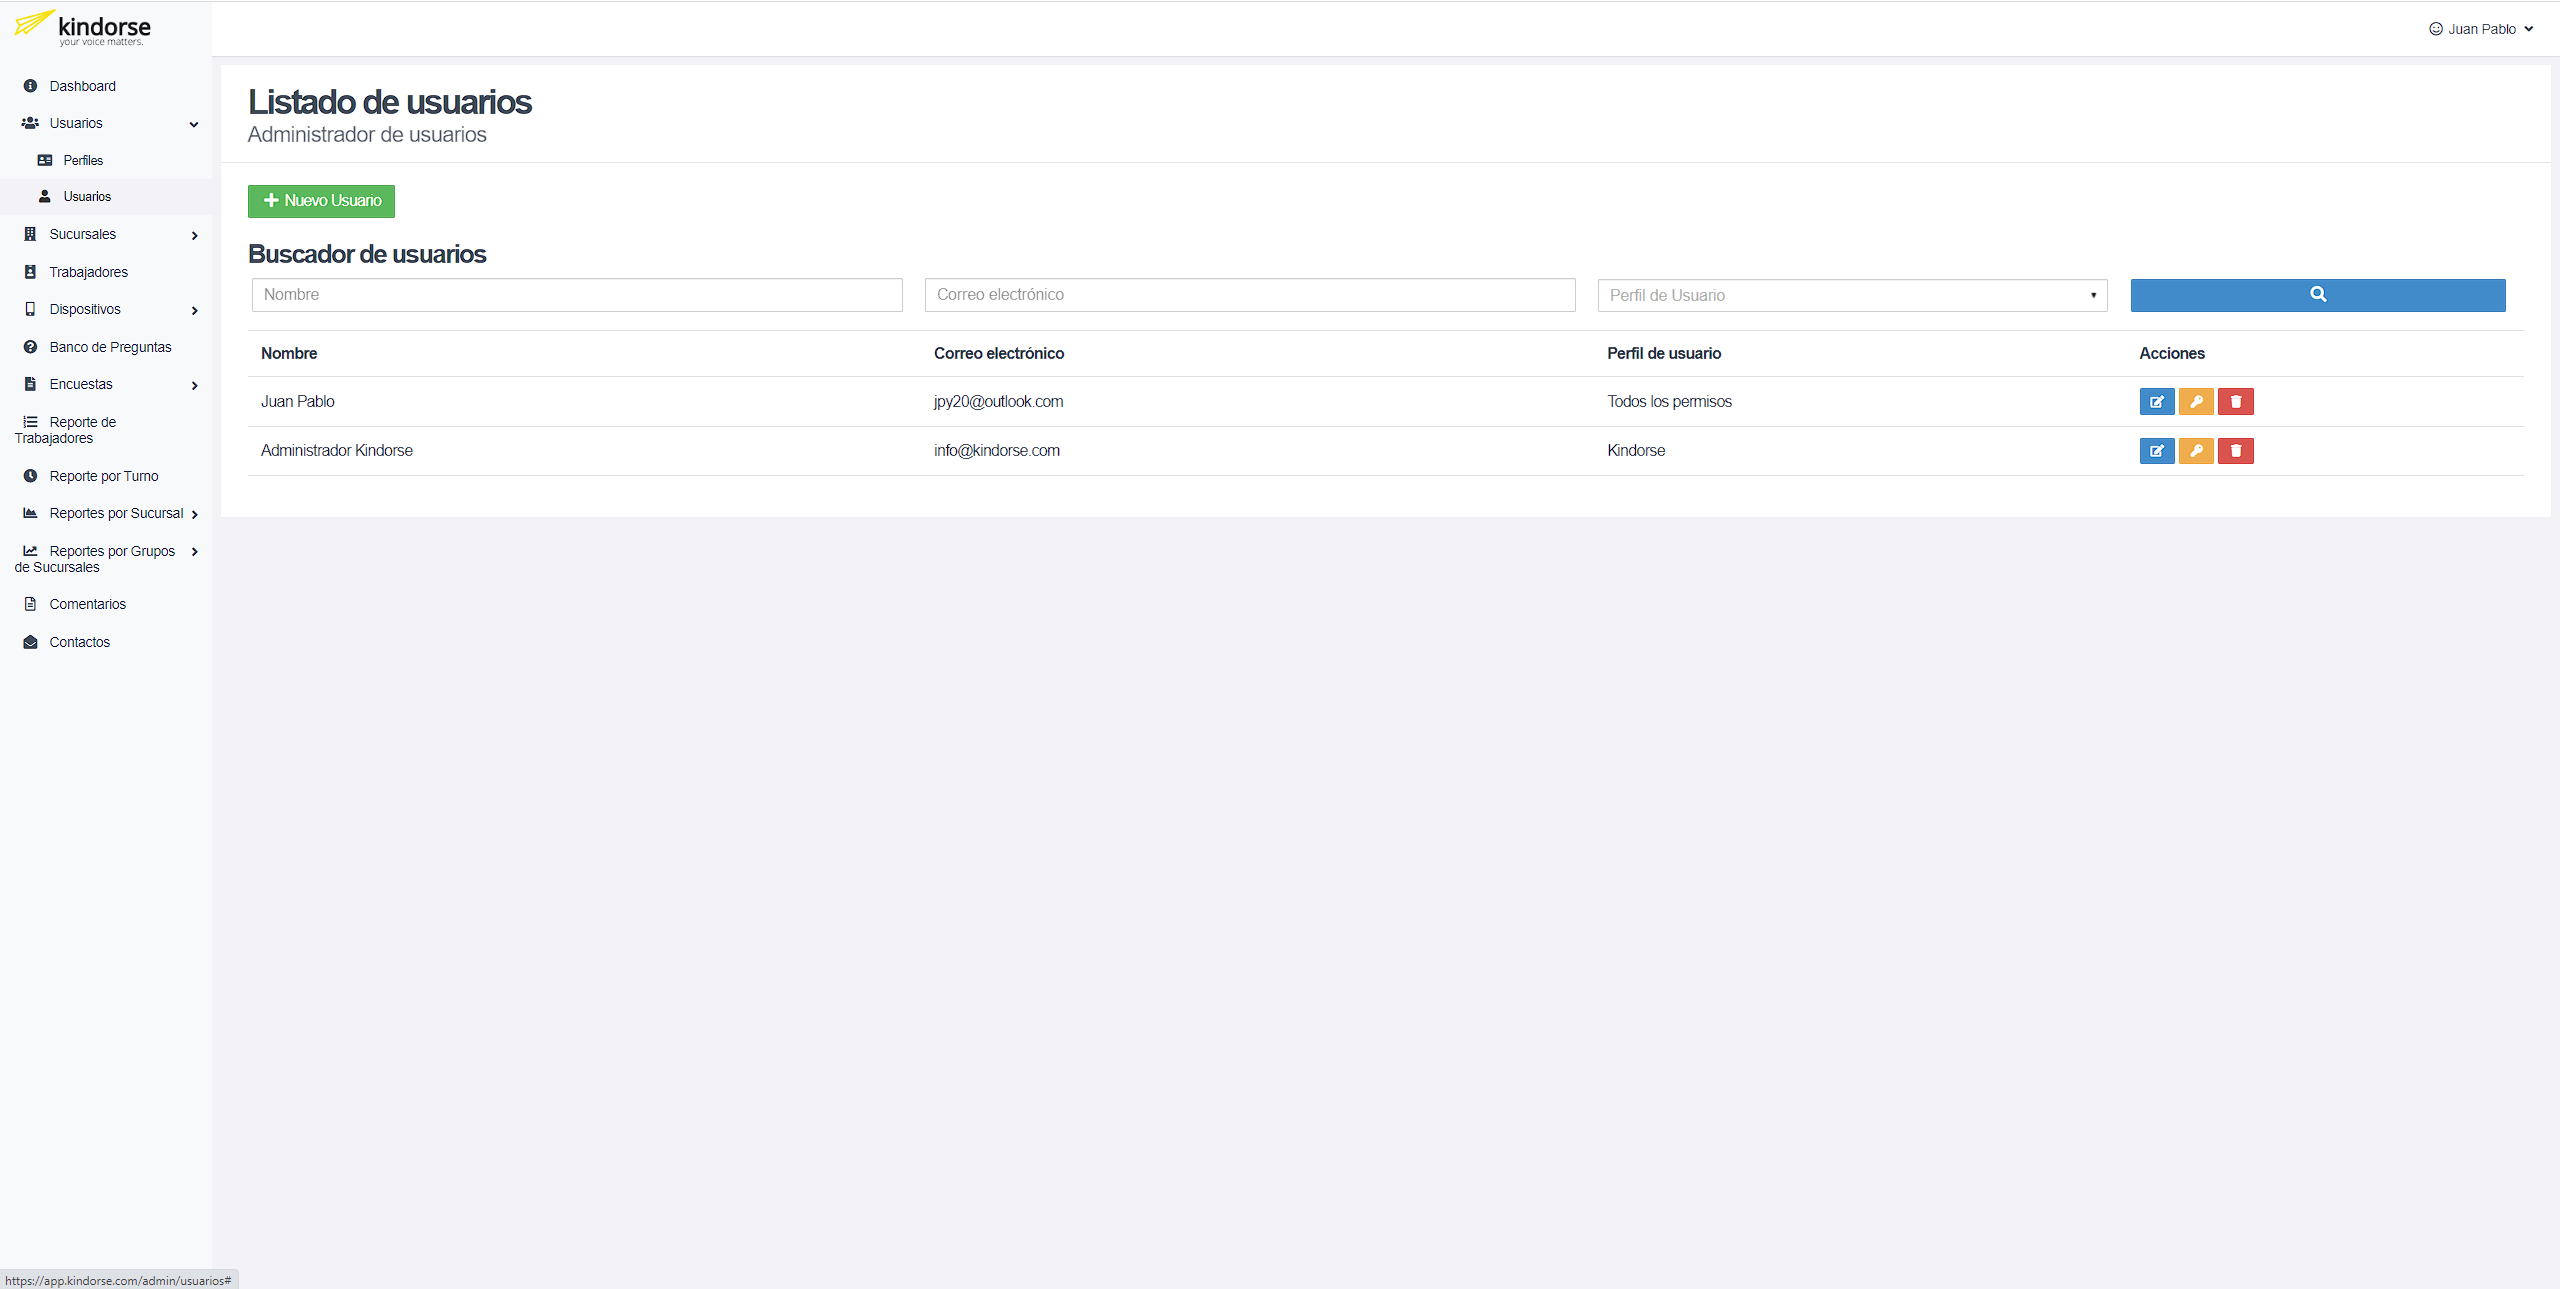 kindorse
your voice matters.
Juan Pablo
Dashboard
Usuarios
Perfiles
Usuarios
Sucursales
Trabajadores
Dispositivos
Banco de Preguntas
Encuestas
Reporte de
Trabajadores
Reporte por Turno
Reportes por Sucursal
Reportes por Grupos
de Sucursales
Comentarios
Contactos
Listado de usuarios
Administrador de usuarios
Nuevo Usuario
Buscador de usuarios
Nombre Correo electrónico Perfil de Usuario
Nombre Correo electrónico Perfil de usuario Acciones
Juan Pablo jpy20@outlook.com Todos los permisos
Administrador Kindorse info@kindorse.com Kindorse
https://app.kindorse.com/admin/usuarios#